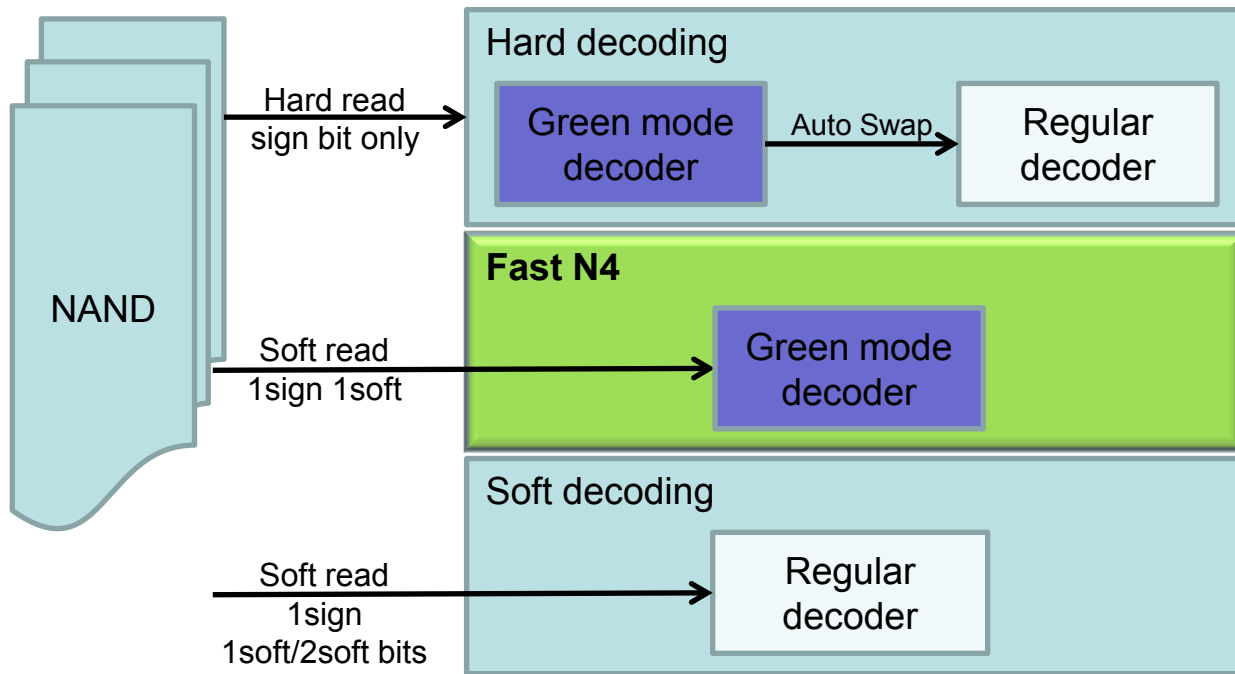 Hard decoding
Hard read
sign bit only
Green mode
decoder
Auto Swap
Regular
decoder
NAND
Fast N4
Soft read
1sign 1soft
Green mode
decoder
Soft decoding
Soft read
1sign
1soft/2soft bits
Regular
decoder